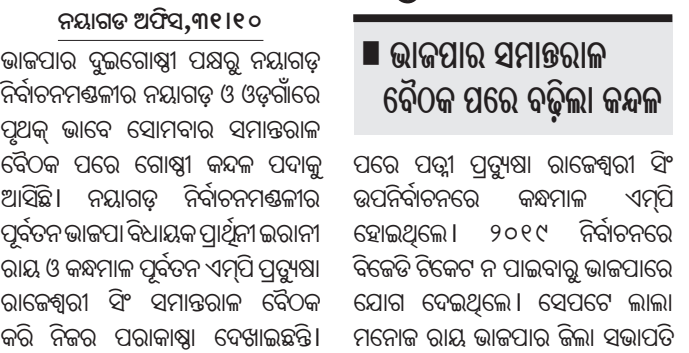 ନୟାଗଡ ଅଫିସ,୩୧।୧୦
ଭାଜପାର ଦୁଇଗୋଷ୍ଠୀ ପକ୍ଷରୁ ନୟାଗଡ଼
ନିର୍ବାଚନମଣ୍ଡଳୀର ନୟାଗଡ଼ ଓ ଓଡ଼ଗାଁରେ
ପୃଥକ୍ ଭାବେ ସୋମବାର ସମାନ୍ତରାଳ
ବୈଠକ ପରେ ଗୋଷ୍ଠୀ କନ୍ଦଳ ପଦାକୁ
ଆସିଛି। ନୟାଗଡ଼ ନିର୍ବାଚନମଣ୍ଡଳୀର
ପୂର୍ବତନ ଭାଜପା ବିଧାୟକ ପ୍ରାର୍ଥିନୀ ଇରାନୀ
ରାୟ ଓ କନ୍ଧମାଳ ପୂର୍ବତନ ଏମ୍‌ପି ପ୍ରତ୍ୟୁଷା
ରାଜେଶ୍ୱରୀ ସିଂ ସମାନ୍ତରାଳ ବୈଠକ
କରି ନିଜର ପରାକାଷ୍ଠା ଦେଖାଇଛନ୍ତି।
■ ଭାଜପାର ସମାନ୍ତରାଳ
ବୈଠକ ପରେ ବଢ଼ିଲା କନ୍ଦଳ
ପରେ ପତ୍ନୀ ପ୍ରତ୍ୟୁଷା ରାଜେଶ୍ୱରୀ ସିଂ
ଉପନିର୍ବାଚନରେ କନ୍ଧମାଳ ଏମ୍‌ପି
ହୋଇଥିଲେ। ୨୦୧୯ ନିର୍ବାଚନରେ
ବିଜେଡି ଟିକେଟ ନ ପାଇବାରୁ ଭାଜପାରେ
ଯୋଗ ଦେଇଥିଲେ। ସେପଟେ ଲାଲା
ମନୋଜ ରାୟ ଭାଜପାର ଜିଲା ସଭାପତି